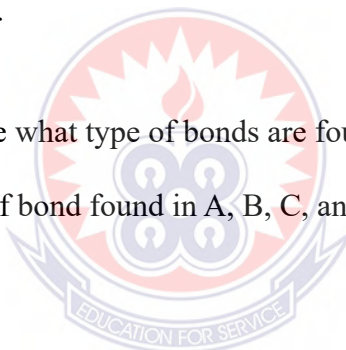 .
e what type of bonds are fou
f bond found in A, B, C, an
EDUCATION FOR SERVICE